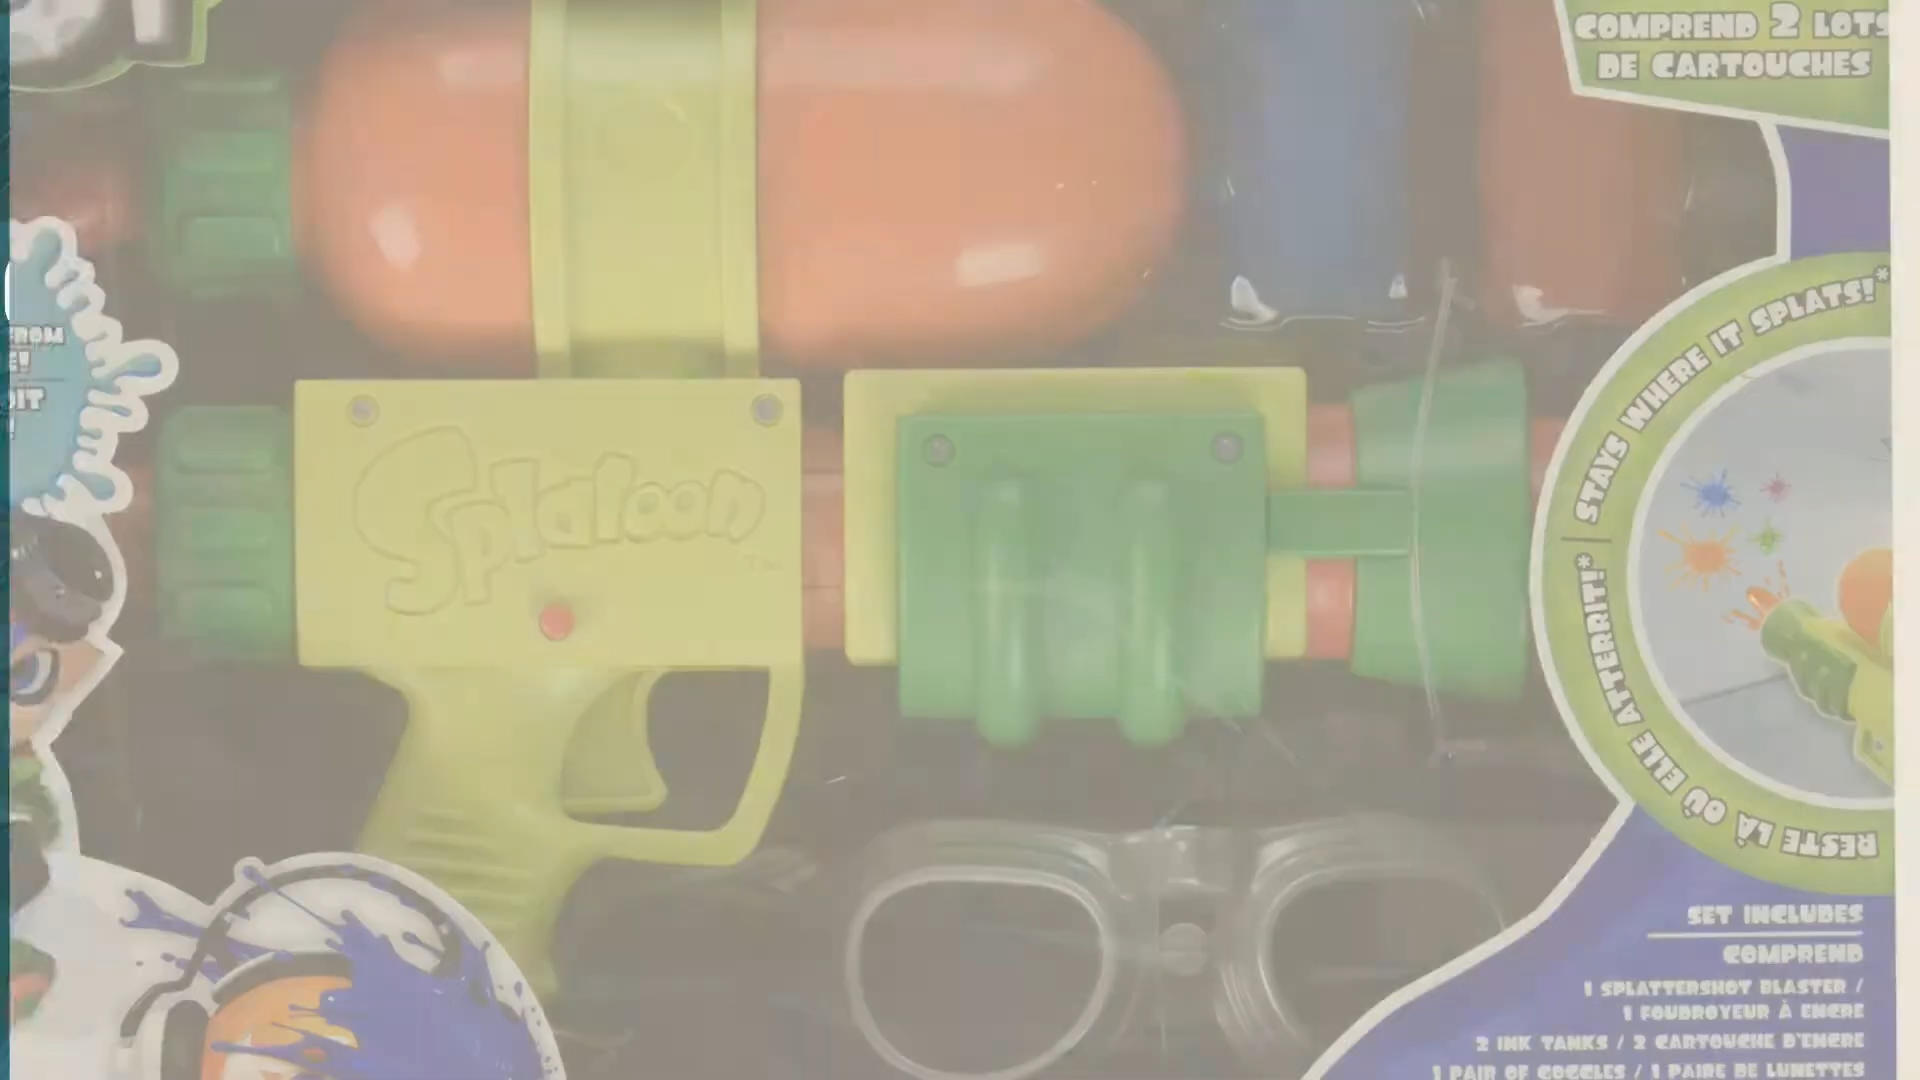 COMPREND 2 LOTS
DE CARTOUCHES
FROM
STAYS WHERE IT SPLATS!*
RESTE LÀ OÙ ELLE ATTERRIT!*
Splatoon
SET INCLUDES
COMPREND
1 SPLATTERSHOT BLASTER /
1 FOUDROYEUR À ENCRE
2 INK TANKS / 2 CARTOUCHE D'ENCRE
1 PAIR OF GOGGLES / 1 PAIRE DE LUNETTES